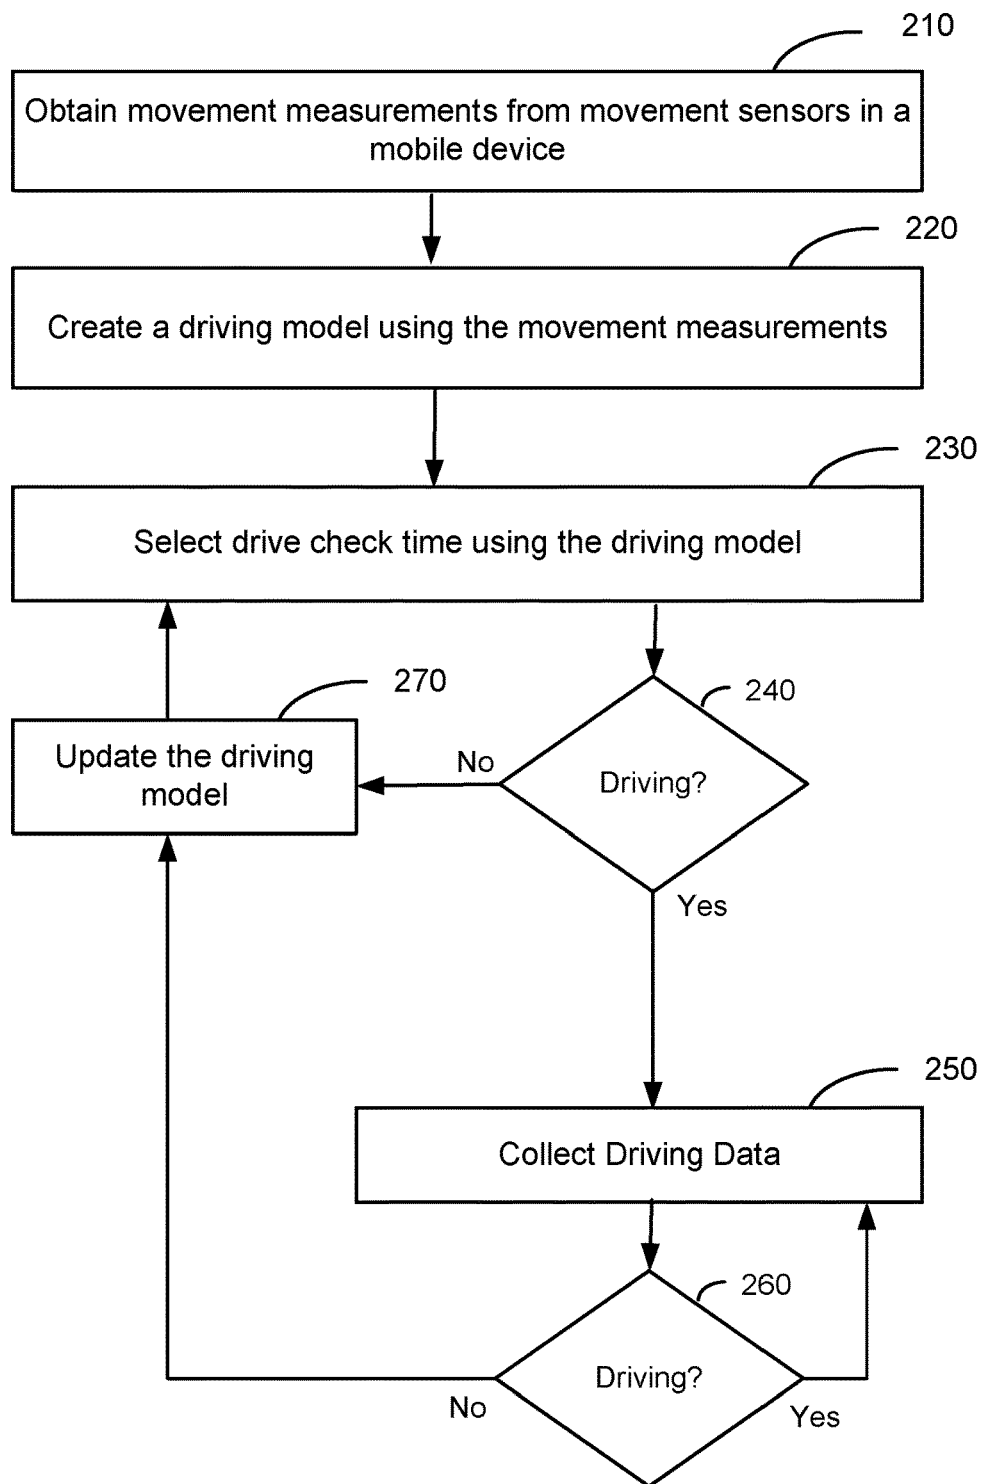 210
Obtain movement measurements from movement sensors in a
mobile device
220
Create a driving model using the movement measurements
230
Select drive check time using the driving model
270
Update the driving
model
240
No
Driving?
Yes
250
Collect Driving Data
260
Driving?
No
Yes